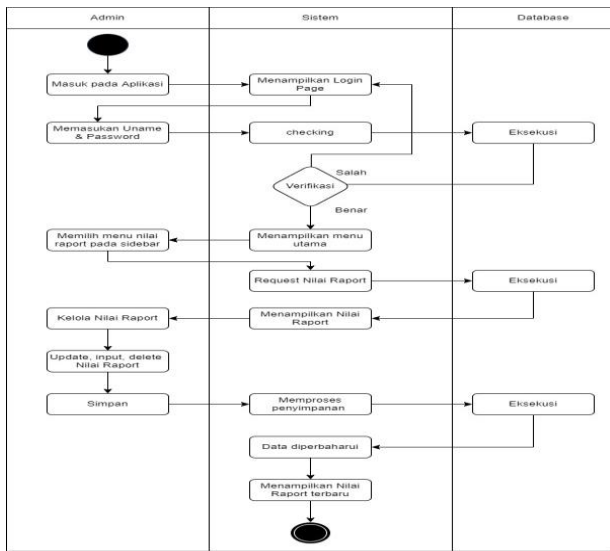 Admin
Sistem
Database
Masuk pada Aplikasi
Menampilkan Login
Page
Memasukan Uname
& Password
checking
Eksekusi
Salah
Verifikasi
Benar
Memilih menu nilai
raport pada sidebar
Menampilkan menu
utama
Request Nilai Raport
Eksekusi
Kelola Nilai Raport
Menampilkan Nilai
Raport
Update, input, delete
Nilai Raport
Simpan
Memproses
penyimpanan
Eksekusi
Data diperbaharui
Menampilkan Nilai
Raport terbaru